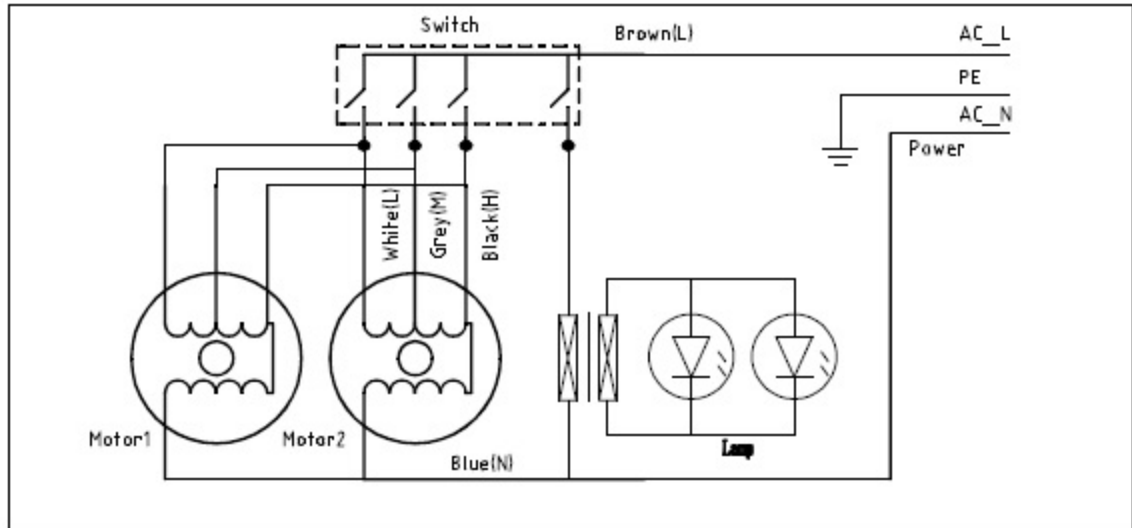 Switch
Brown(L)
AC_L
PE
AC_N
Power
White(L)
Grey(M)
Black(H)
Motor1
Motor2
Lamp
Blue(N)